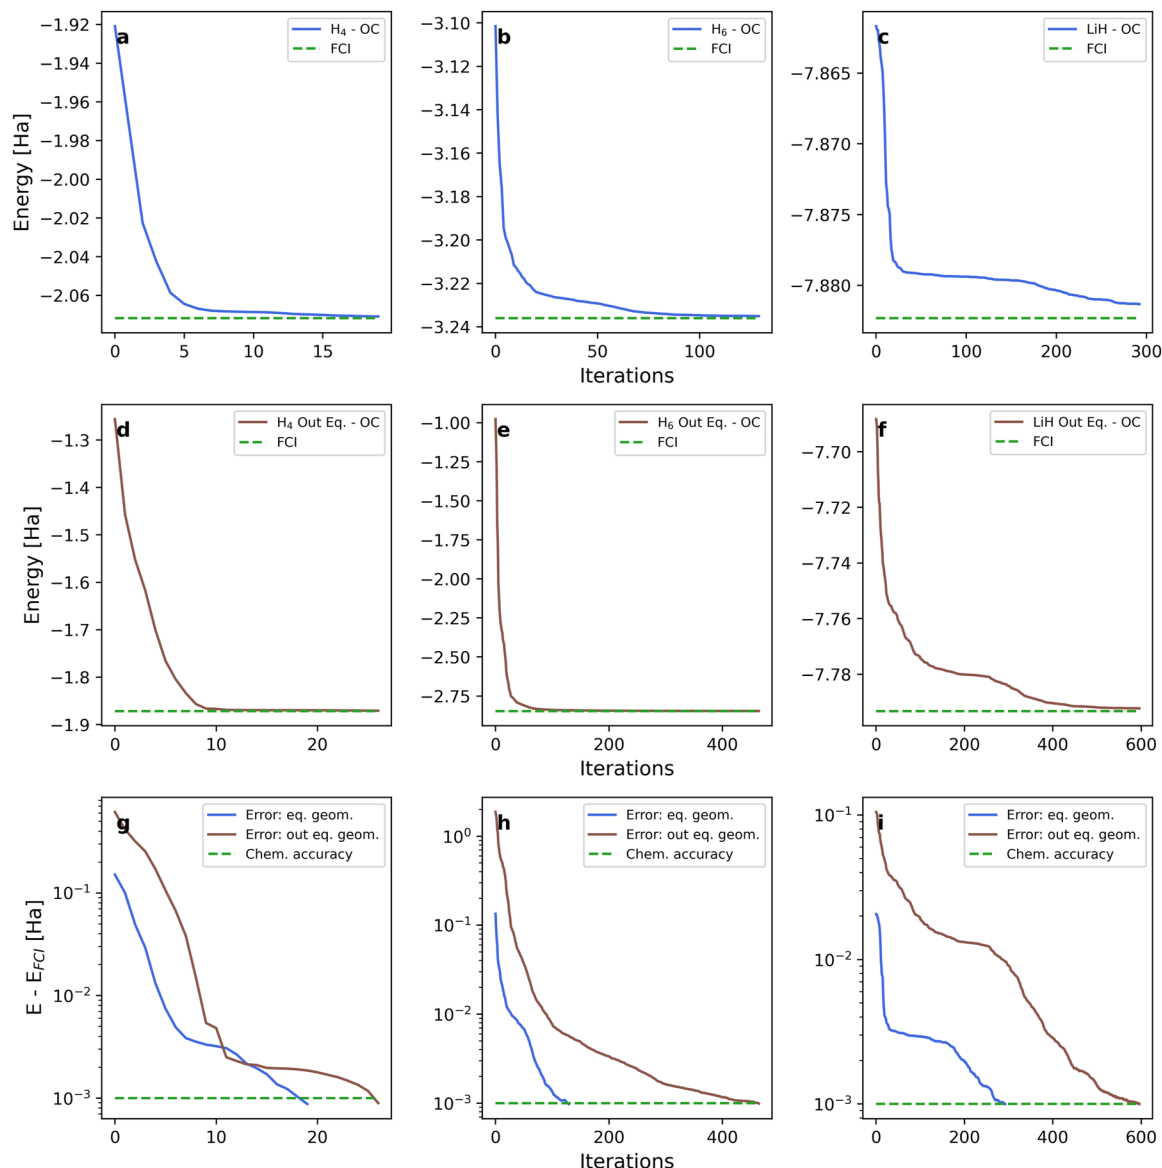 a
H₄ - OC
FCI
Energy [Ha]
−1.92
−1.94
−1.96
−1.98
−2.00
−2.02
−2.04
−2.06
0 5 10 15
b
H₆ - OC
FCI
−3.10
−3.12
−3.14
−3.16
−3.18
−3.20
−3.22
−3.24
0 50 100
Iterations
c
LiH - OC
FCI
−7.865
−7.870
−7.875
−7.880
0 100 200 300
d
H₄ Out Eq. - OC
FCI
Energy [Ha]
−1.3
−1.4
−1.5
−1.6
−1.7
−1.8
−1.9
0 10 20
e
H₆ Out Eq. - OC
FCI
−1.00
−1.25
−1.50
−1.75
−2.00
−2.25
−2.50
−2.75
0 200 400
Iterations
f
LiH Out Eq. - OC
FCI
−7.70
−7.72
−7.74
−7.76
−7.78
0 200 400 600
g
Error: eq. geom.
Error: out eq. geom.
Chem. accuracy
E - E_FCI [Ha]
10⁻¹
10⁻²
10⁻³
0 10 20
h
Error: eq. geom.
Error: out eq. geom.
Chem. accuracy
10⁰
10⁻¹
10⁻²
10⁻³
0 200 400
Iterations
i
Error: eq. geom.
Error: out eq. geom.
Chem. accuracy
10⁻¹
10⁻²
10⁻³
0 200 400 600